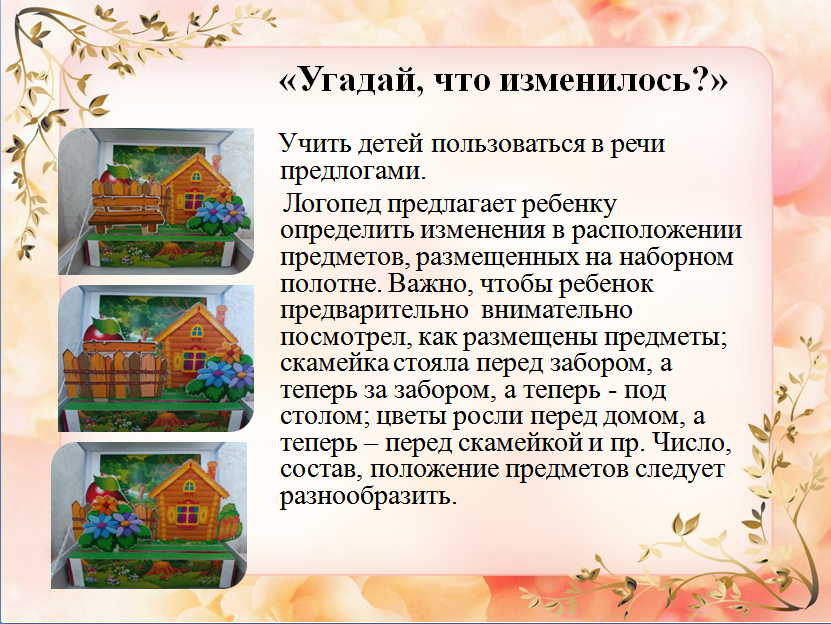 «Угадай, что изменилось?»
Учить детей пользоваться в речи
предлогами.
Логопед предлагает ребенку
определить изменения в расположении
предметов, размещенных на наборном
полотне. Важно, чтобы ребенок
предварительно внимательно
посмотрел, как размещены предметы;
скамейка стояла перед забором, а
теперь за забором, а теперь - под
столом; цветы росли перед домом, а
теперь – перед скамейкой и пр. Число,
состав, положение предметов следует
разнообразить.